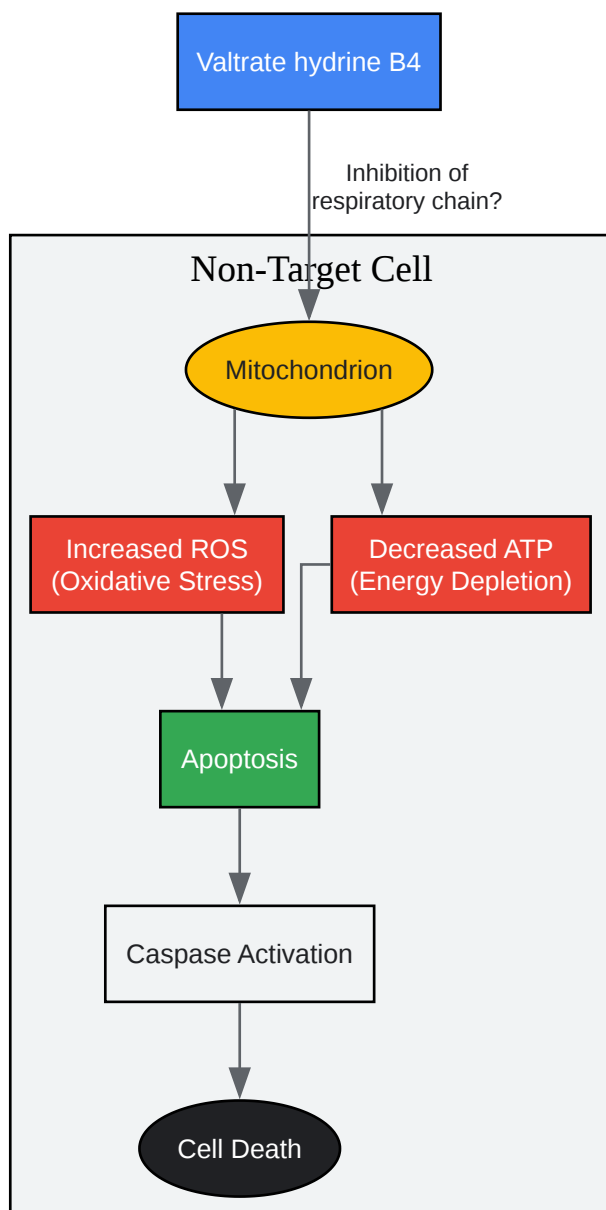 Valtrate hydrine B4
Inhibition of
respiratory chain?
Non-Target Cell
Mitochondrion
Increased ROS
(Oxidative Stress)
Decreased ATP
(Energy Depletion)
Apoptosis
Caspase Activation
Cell Death